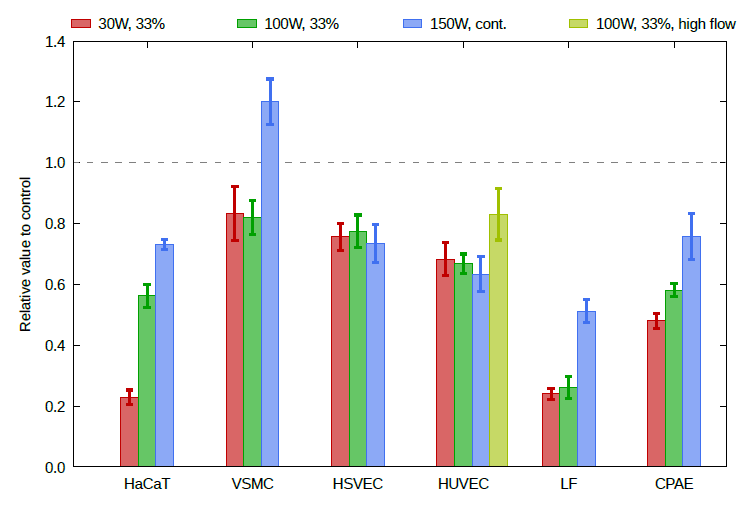 30W, 33% 100W, 33% 150W, cont. 100W, 33%, high flow
1.4
1.2
1.0
0.8
0.6
0.4
0.2
0.0
Relative value to control
HaCaT VSMC HSVEC HUVEC LF CPAE